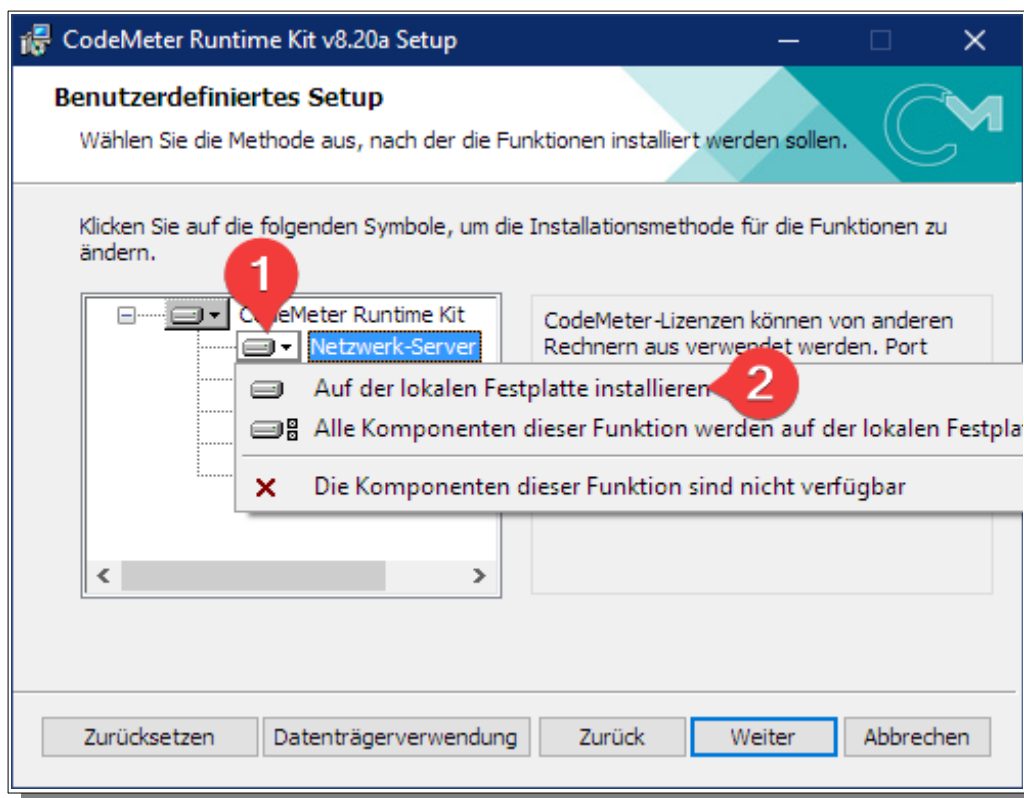 CodeMeter Runtime Kit v8.20a Setup
Benutzerdefiniertes Setup
Wählen Sie die Methode aus, nach der die Funktionen installiert werden sollen.
CM
Klicken Sie auf die folgenden Symbole, um die Installationsmethode für die Funktionen zu
ändern.
1
Runtime Kit
Netzwerk-Server
CodeMeter-Lizenzen können von anderen
Rechnern aus verwendet werden. Port
Auf der lokalen Festplatte installieren
2
Alle Komponenten dieser Funktion werden auf der lokalen
Die Komponenten dieser Funktion sind nicht verfügbar
Zurücksetzen
Datenträgerverwendung
Zurück
Weiter
Abbrechen